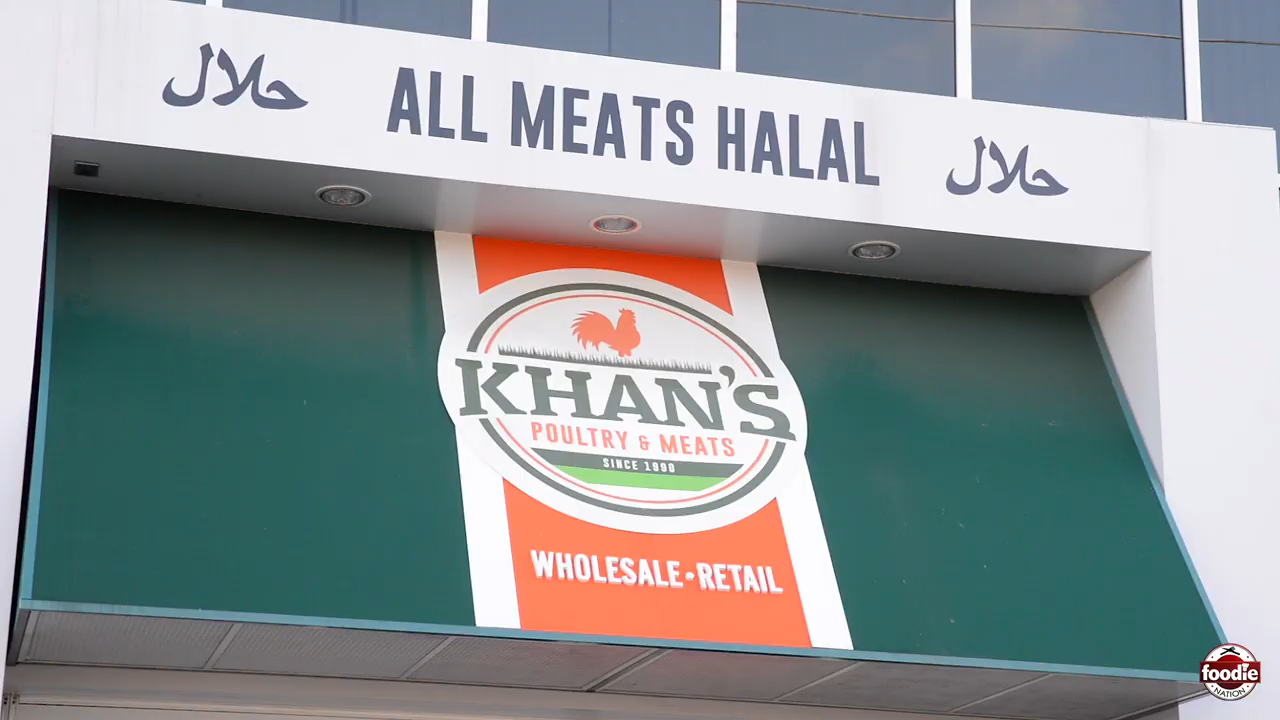 حلال ALL MEATS HALAL حلال
KHAN'S
POULTRY & MEATS
SINCE 1990
WHOLESALE • RETAIL
foodie
NATION